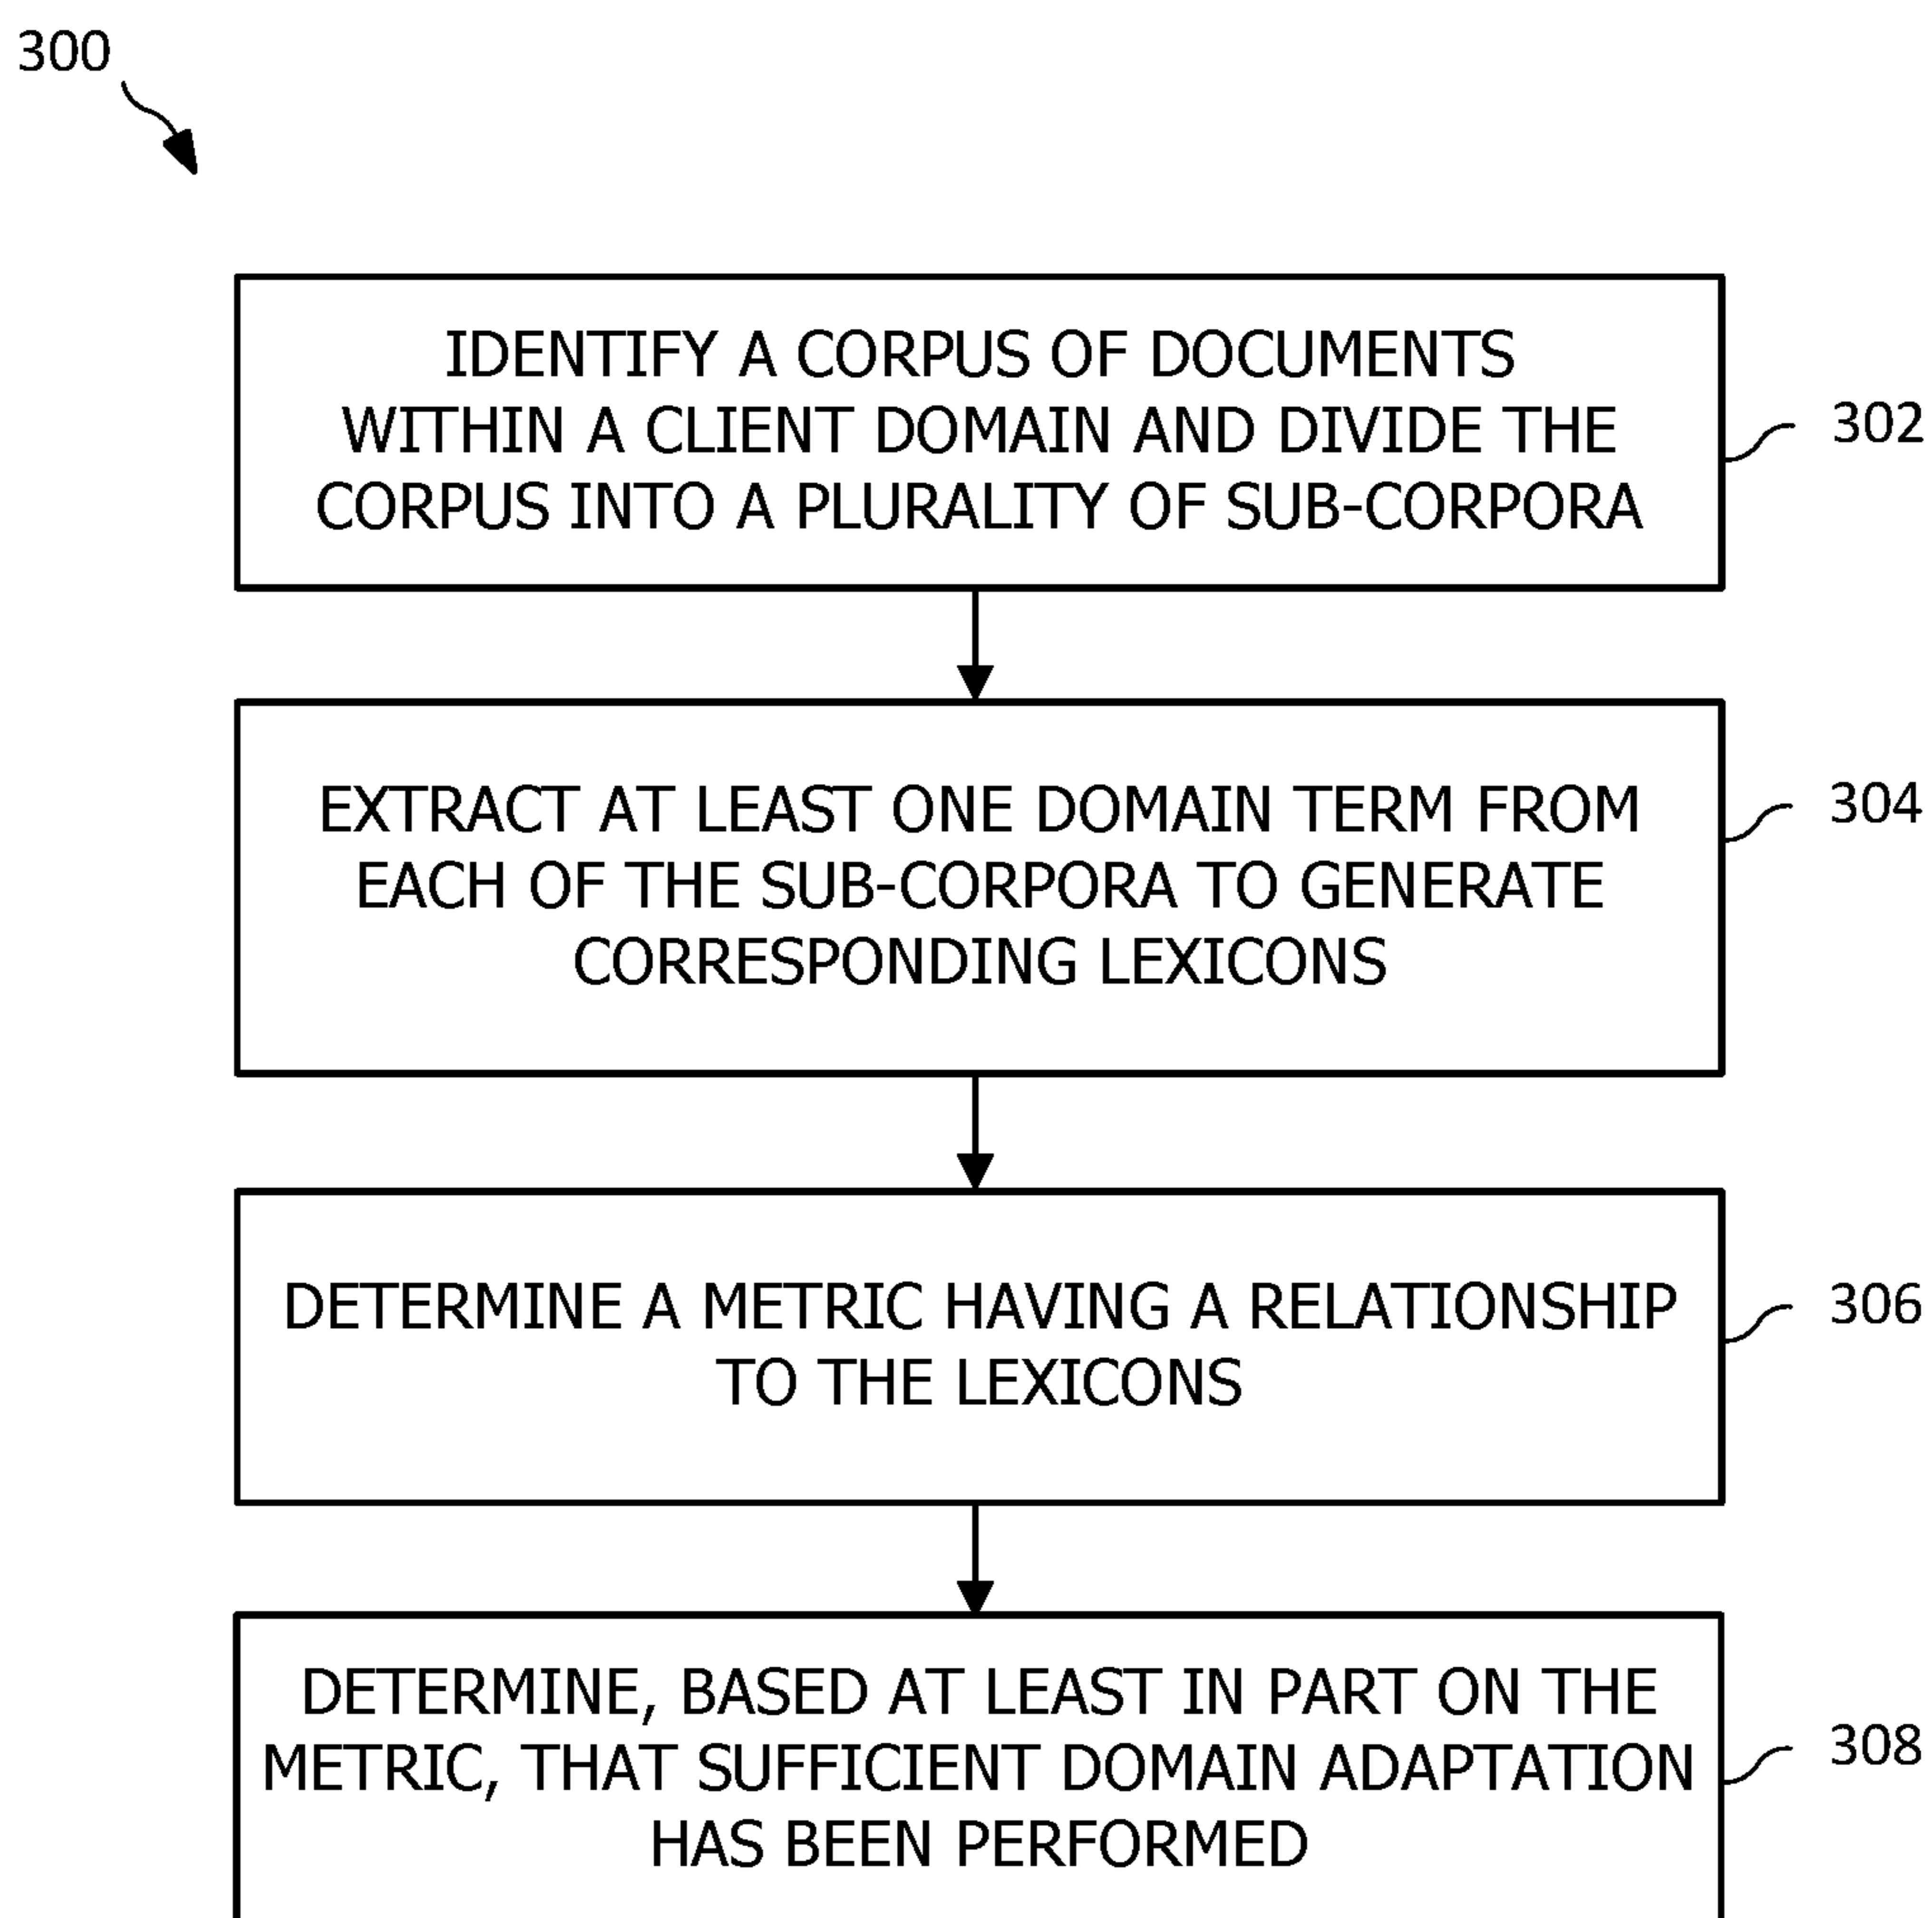 300
IDENTIFY A CORPUS OF DOCUMENTS
WITHIN A CLIENT DOMAIN AND DIVIDE THE
CORPUS INTO A PLURALITY OF SUB-CORPORA
302
EXTRACT AT LEAST ONE DOMAIN TERM FROM
EACH OF THE SUB-CORPORA TO GENERATE
CORRESPONDING LEXICONS
304
DETERMINE A METRIC HAVING A RELATIONSHIP
TO THE LEXICONS
306
DETERMINE, BASED AT LEAST IN PART ON THE
METRIC, THAT SUFFICIENT DOMAIN ADAPTATION
HAS BEEN PERFORMED
308